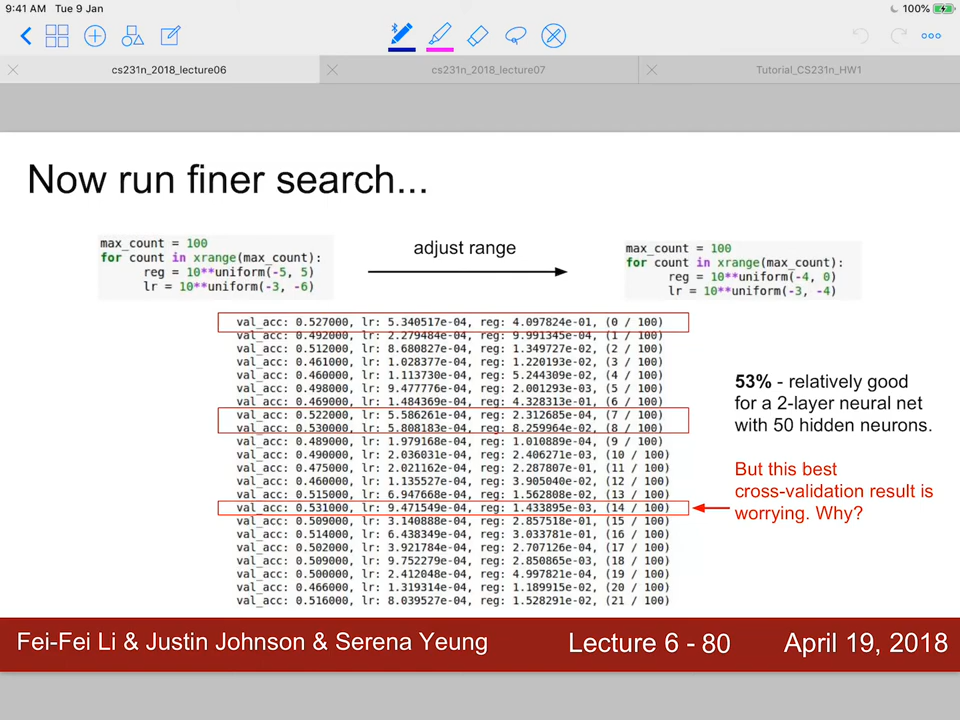 9:41 AM Tue 9 Jan
100%
cs231n_2018_lecture06
cs231n_2018_lecture07
Tutorial_CS231n_HW1
Now run finer search...
max_count = 100
for count in xrange(max_count):
reg = 10**uniform(-5, 5)
lr = 10**uniform(-3, -6)
adjust range
max_count = 100
for count in xrange(max_count):
reg = 10**uniform(-4, 0)
lr = 10**uniform(-3, -4)
val_acc: 0.527000, lr: 5.340517e-04, reg: 4.097824e-01, (0 / 100)
val_acc: 0.492000, lr: 2.279484e-04, reg: 9.991345e-04, (1 / 100)
val_acc: 0.512000, lr: 8.680827e-04, reg: 1.349727e-02, (2 / 100)
val_acc: 0.461000, lr: 1.028377e-04, reg: 1.220193e-02, (3 / 100)
val_acc: 0.460000, lr: 1.113730e-04, reg: 5.244309e-02, (4 / 100)
val_acc: 0.498000, lr: 9.477776e-04, reg: 2.001293e-03, (5 / 100)
val_acc: 0.469000, lr: 1.484369e-04, reg: 4.328313e-01, (6 / 100)
val_acc: 0.522000, lr: 5.586261e-04, reg: 2.312685e-04, (7 / 100)
val_acc: 0.530000, lr: 5.808183e-04, reg: 8.259964e-02, (8 / 100)
val_acc: 0.489000, lr: 1.979168e-04, reg: 1.010889e-04, (9 / 100)
val_acc: 0.490000, lr: 2.036031e-04, reg: 2.406271e-03, (10 / 100)
val_acc: 0.475000, lr: 2.021162e-04, reg: 2.287807e-01, (11 / 100)
val_acc: 0.460000, lr: 1.135527e-04, reg: 3.905040e-02, (12 / 100)
val_acc: 0.515000, lr: 6.947668e-04, reg: 1.562808e-02, (13 / 100)
val_acc: 0.531000, lr: 9.471549e-04, reg: 1.433895e-03, (14 / 100)
val_acc: 0.509000, lr: 3.140888e-04, reg: 2.857518e-01, (15 / 100)
val_acc: 0.514000, lr: 6.438349e-04, reg: 3.033781e-01, (16 / 100)
val_acc: 0.502000, lr: 3.921784e-04, reg: 2.707126e-04, (17 / 100)
val_acc: 0.509000, lr: 9.752279e-04, reg: 2.850865e-03, (18 / 100)
val_acc: 0.500000, lr: 2.412048e-04, reg: 4.997821e-04, (19 / 100)
val_acc: 0.466000, lr: 1.319314e-04, reg: 1.189915e-02, (20 / 100)
val_acc: 0.516000, lr: 8.039527e-04, reg: 1.528291e-02, (21 / 100)
53% - relatively good
for a 2-layer neural net
with 50 hidden neurons.
But this best
cross-validation result is
worrying. Why?
Fei-Fei Li & Justin Johnson & Serena Yeung
Lecture 6 - 80
April 19, 2018